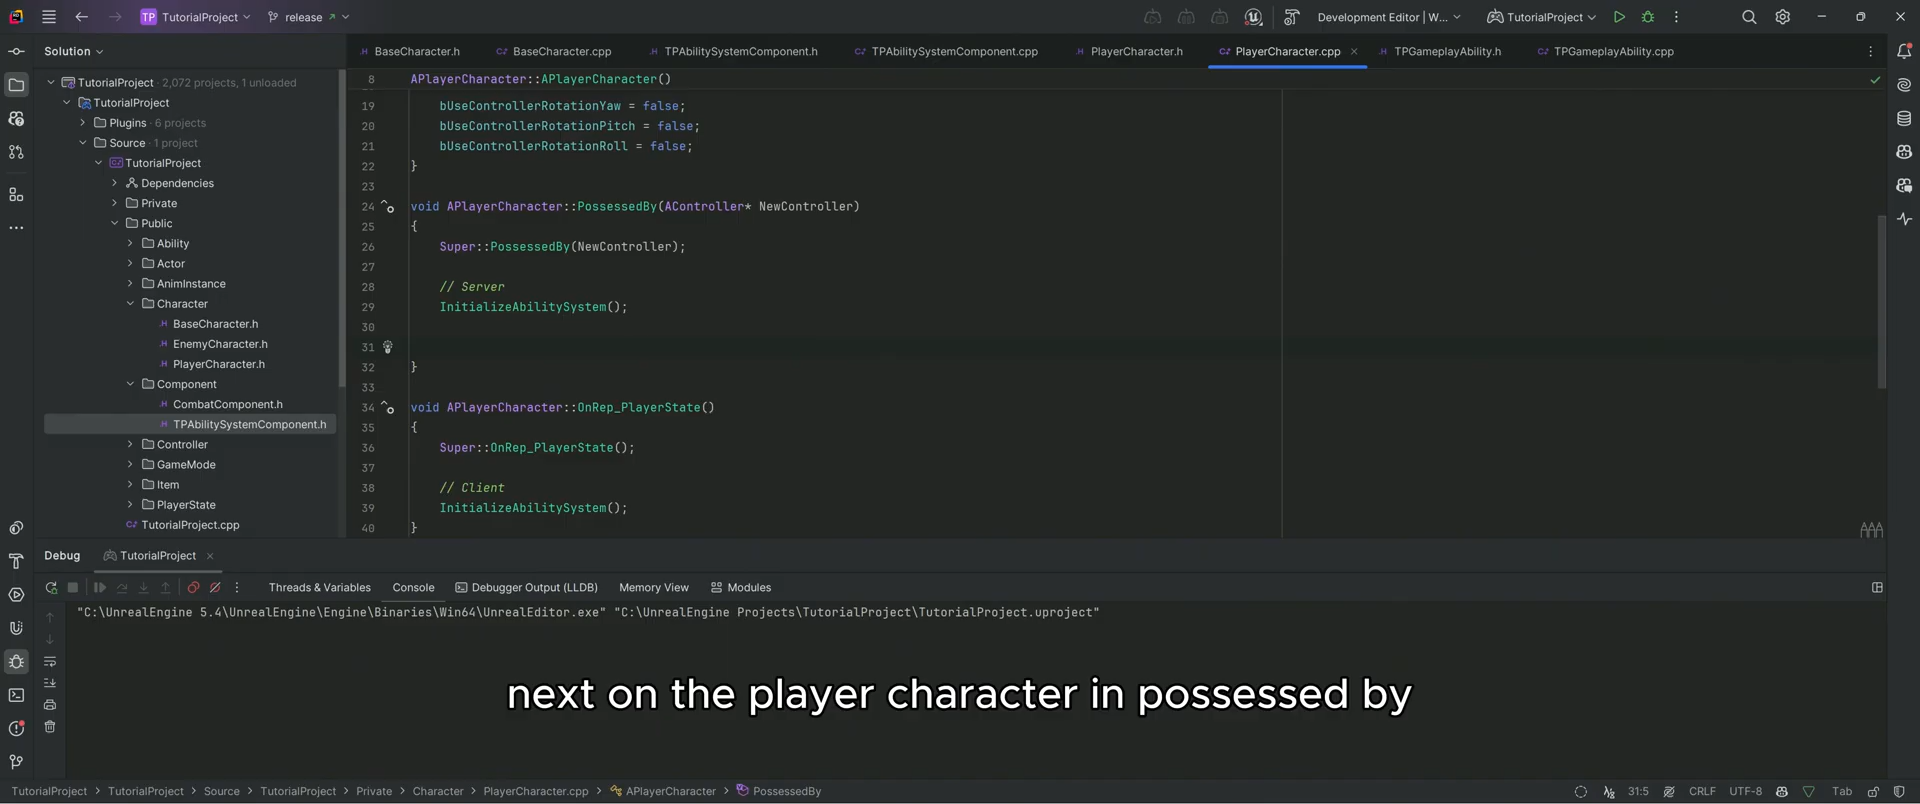 TP TutorialProject release Development Editor | W... TutorialProject
Solution
BaseCharacter.h BaseCharacter.cpp TPAbilitySystemComponent.h TPAbilitySystemComponent.cpp PlayerCharacter.h PlayerCharacter.cpp TPGameplayAbility.h TPGameplayAbility.cpp
TutorialProject · 2,072 projects, 1 unloaded
TutorialProject
Plugins · 6 projects
Source · 1 project
TutorialProject
Dependencies
Private
Public
Ability
Actor
AnimInstance
Character
BaseCharacter.h
EnemyCharacter.h
PlayerCharacter.h
Component
CombatComponent.h
TPAbilitySystemComponent.h
Controller
GameMode
Item
PlayerState
TutorialProject.cpp
8 APlayerCharacter::APlayerCharacter()
19 bUseControllerRotationYaw = false;
20 bUseControllerRotationPitch = false;
21 bUseControllerRotationRoll = false;
22 }
23
24 void APlayerCharacter::PossessedBy(AController* NewController)
25 {
26 Super::PossessedBy(NewController);
27
28 // Server
29 InitializeAbilitySystem();
30
31
32 }
33
34 void APlayerCharacter::OnRep_PlayerState()
35 {
36 Super::OnRep_PlayerState();
37
38 // Client
39 InitializeAbilitySystem();
40 }
Debug TutorialProject
Threads & Variables Console Debugger Output (LLDB) Memory View Modules
"C:\UnrealEngine 5.4\UnrealEngine\Engine\Binaries\Win64\UnrealEditor.exe" "C:\UnrealEngine Projects\TutorialProject\TutorialProject.uproject"
next on the player character in possessed by
TutorialProject > TutorialProject > Source > TutorialProject > Private > Character > PlayerCharacter.cpp > APlayerCharacter > PossessedBy 31:5 CRLF UTF-8 Tab